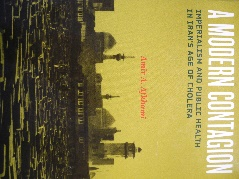 A MODERN CONTAGION
IMPERIALISM AND PUBLIC HEALTH
IN IRAN'S AGE OF CHOLERA
Amir A. Afkhami